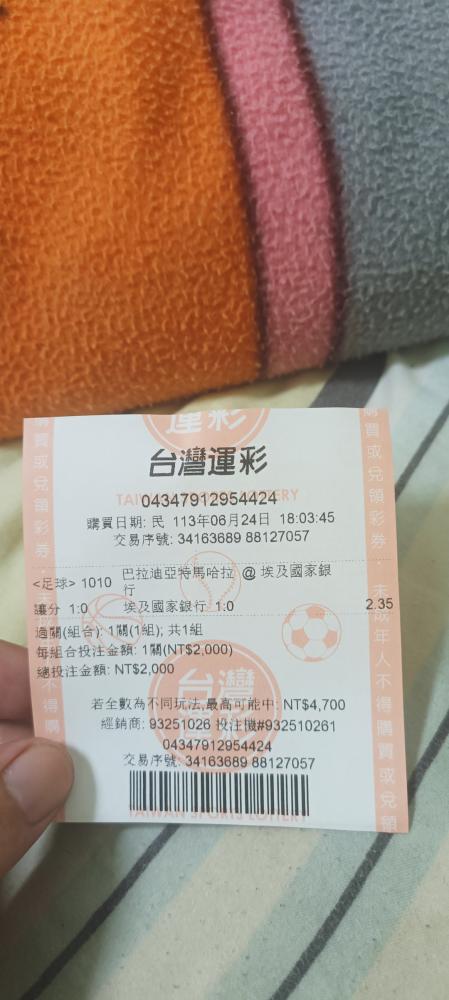 運彩
台灣運彩
TAIWAN SPORTS LOTTERY
04347912954424
購買日期: 民 113年06月24日 18:03:45
交易序號: 34163689 88127057
<足球> 1010 巴拉迪亞特馬哈拉 @ 埃及國家銀
行
讓分 1:0 埃及國家銀行 1:0 2.35
過關(組合): 1關(1組); 共1組
每組合投注金額: 1關(NT$2,000)
總投注金額: NT$2,000
台灣
運彩
若全數為不同玩法,最高可能中: NT$4,700
經銷商: 93251026 投注機#932510261
04347912954424
交易序號: 34163689 88127057
TAIWAN SPORTS LOTTERY
購買或兌領彩券
未成年人不得購買或兌領